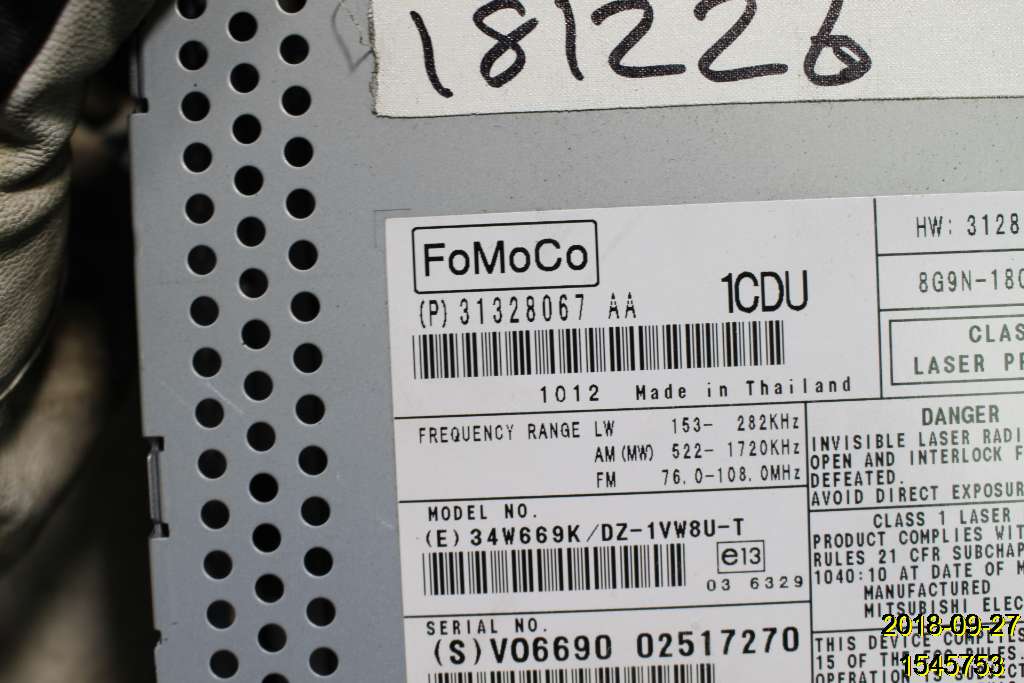 181226
FoMoCo
(P) 31328067 AA
1CDU
1012 Made in Thailand
HW: 3128
8G9N-18C
CLAS
LASER PR
FREQUENCY RANGE LW 153- 282KHz
AM (MW) 522- 1720KHz
FM 76.0-108.0MHz
MODEL NO.
(E) 34W669K/DZ-1VW8U-T
e13
03 6329
SERIAL NO.
(S) V06690 02517270
DANGER
INVISIBLE LASER RADI
OPEN AND INTERLOCK F
DEFEATED.
AVOID DIRECT EXPOSUR
CLASS 1 LASER
PRODUCT COMPLIES WIT
RULES 21 CFR SUBCHAP
1040:10 AT DATE OF M
MANUFACTURED
MITSUBISHI ELEC
THIS DEVICE COMPLIES
15 OF THE FCC RULES.
OPERATION IS SUBJECT
2018-09-27
1545753